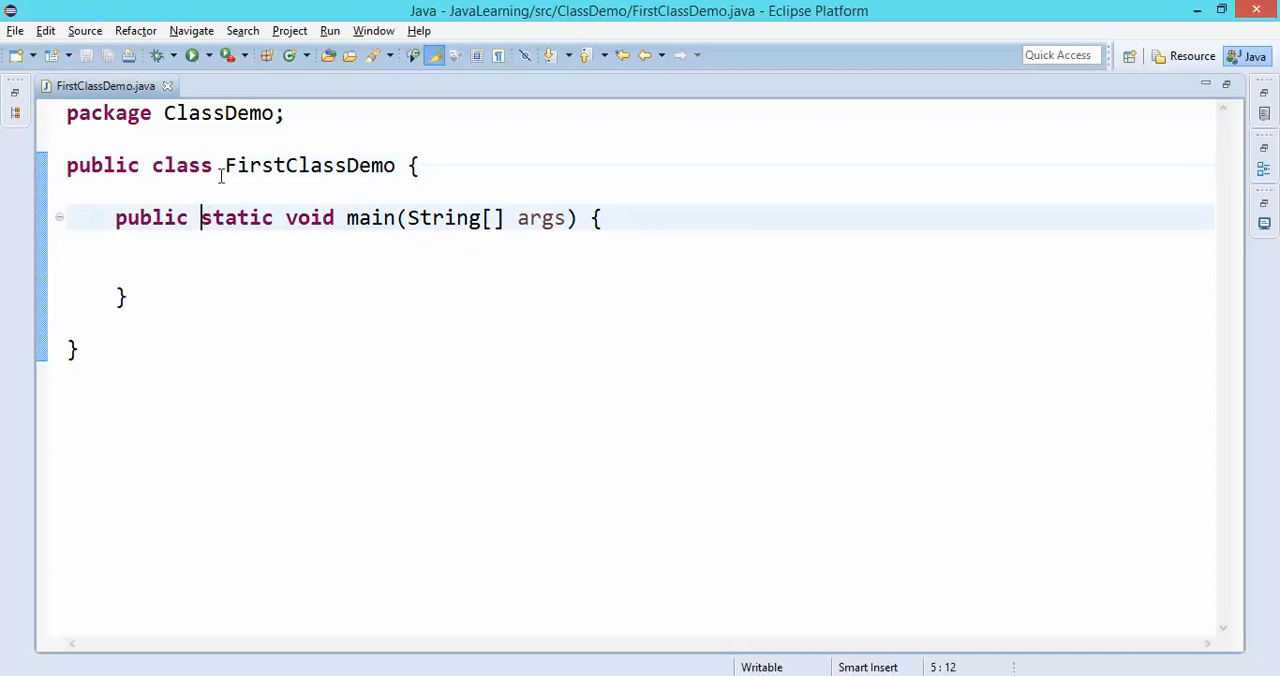 Java - JavaLearning/src/ClassDemo/FirstClassDemo.java - Eclipse Platform
File Edit Source Refactor Navigate Search Project Run Window Help
Quick Access Resource Java
FirstClassDemo.java
package ClassDemo;
public class FirstClassDemo {
public static void main(String[] args) {
}
}
Writable Smart Insert 5 : 12